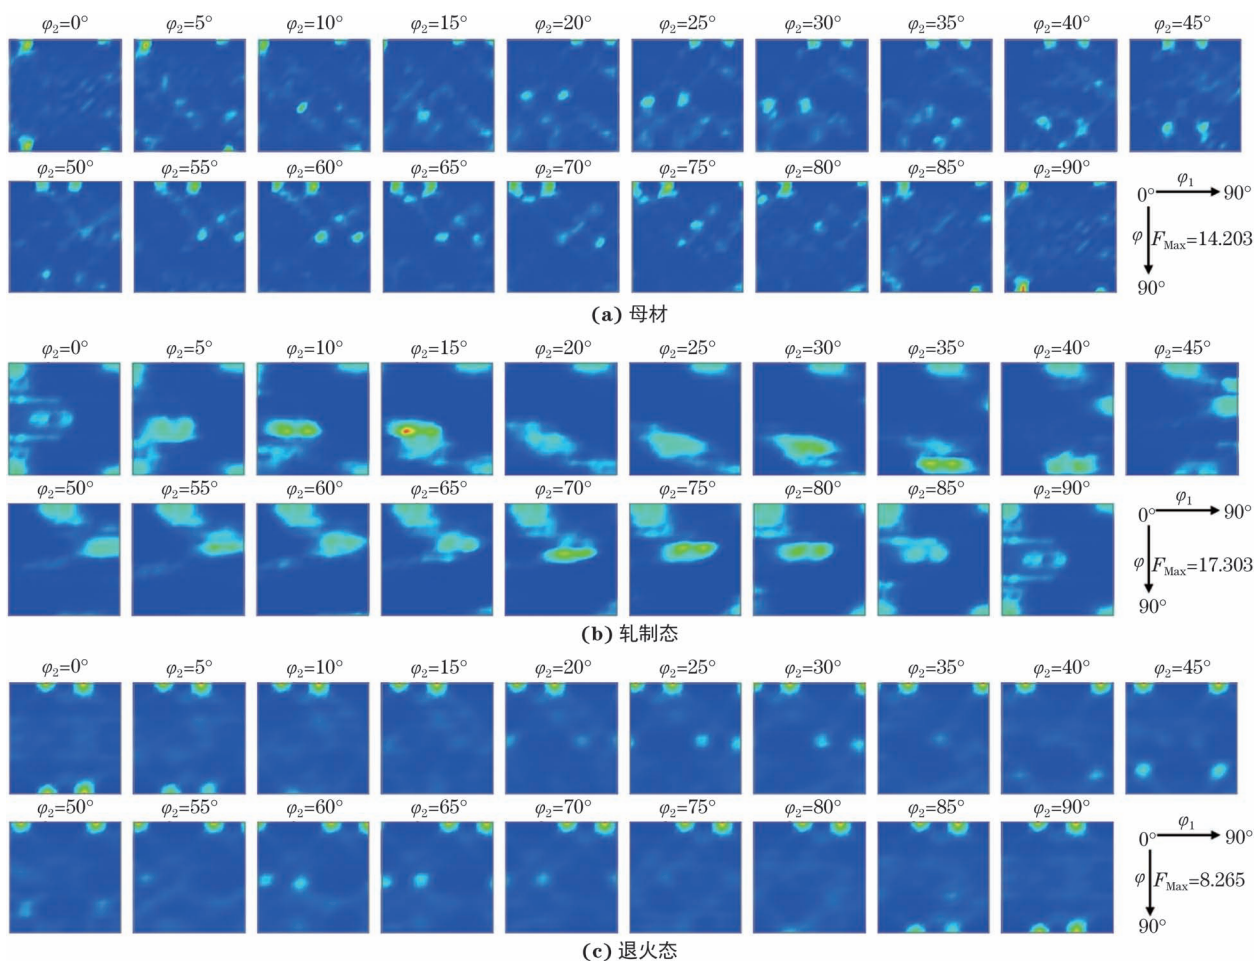 φ₂=0° φ₂=5° φ₂=10° φ₂=15° φ₂=20° φ₂=25° φ₂=30° φ₂=35° φ₂=40° φ₂=45°
φ₂=50° φ₂=55° φ₂=60° φ₂=65° φ₂=70° φ₂=75° φ₂=80° φ₂=85° φ₂=90°
φ₁
0° 90°
φ F_Max=14.203
90°
(a) 母材
φ₂=0° φ₂=5° φ₂=10° φ₂=15° φ₂=20° φ₂=25° φ₂=30° φ₂=35° φ₂=40° φ₂=45°
φ₂=50° φ₂=55° φ₂=60° φ₂=65° φ₂=70° φ₂=75° φ₂=80° φ₂=85° φ₂=90°
φ₁
0° 90°
φ F_Max=17.303
90°
(b) 轧制态
φ₂=0° φ₂=5° φ₂=10° φ₂=15° φ₂=20° φ₂=25° φ₂=30° φ₂=35° φ₂=40° φ₂=45°
φ₂=50° φ₂=55° φ₂=60° φ₂=65° φ₂=70° φ₂=75° φ₂=80° φ₂=85° φ₂=90°
φ₁
0° 90°
φ F_Max=8.265
90°
(c) 退火态